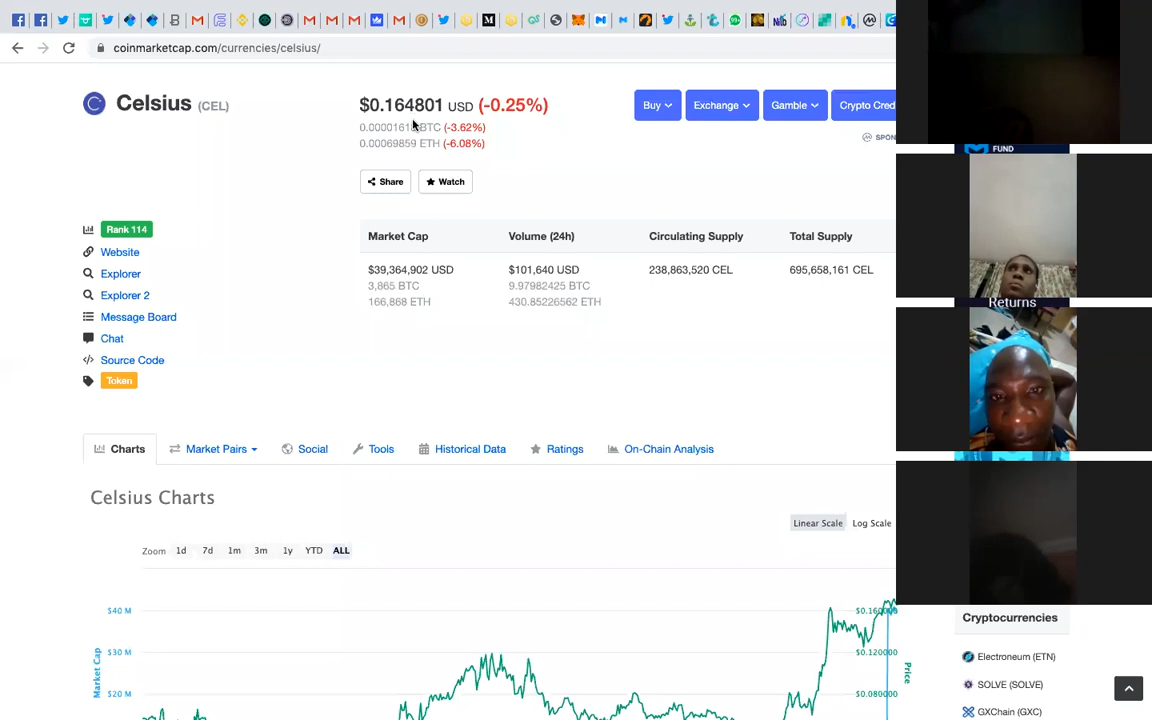 coinmarketcap.com/currencies/celsius/
Celsius (CEL)
$0.164801 USD (-0.25%)
BTC (-3.62%)
0.00069859 ETH (-6.08%)
Buy
Exchange
Gamble
Crypto Cred
SPON
Share
Watch
FUND
Rank 114
Website
Explorer
Explorer 2
Message Board
Chat
Source Code
Token
Market Cap Volume (24h) Circulating Supply Total Supply
$39,364,902 USD $101,640 USD 238,863,520 CEL 695,658,161 CEL
3,865 BTC 9.97982425 BTC
166,868 ETH 430.85226562 ETH
Returns
Charts Market Pairs Social Tools Historical Data Ratings On-Chain Analysis
Celsius Charts
Linear Scale Log Scale
Zoom 1d 7d 1m 3m 1y YTD ALL
$40 M
$30 M
$20 M
Market Cap
$0.160000
$0.120000
$0.080000
Price
Cryptocurrencies
Electroneum (ETN)
SOLVE (SOLVE)
GXChain (GXC)